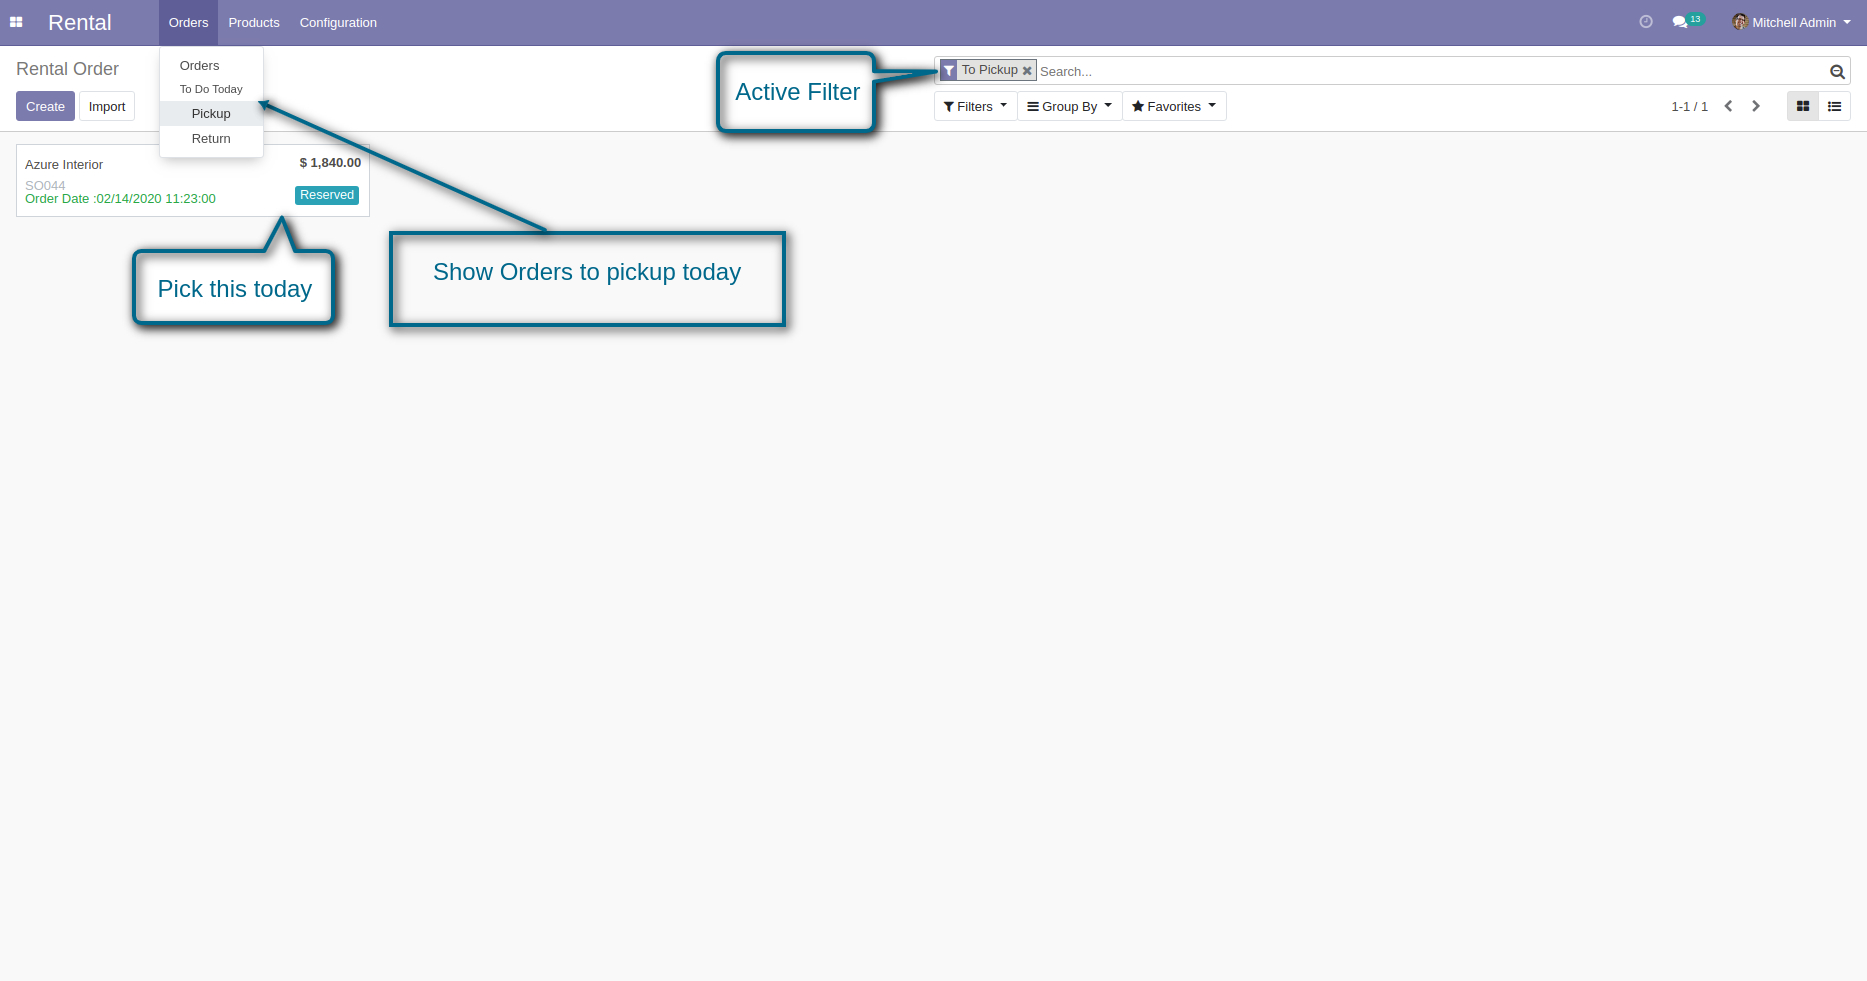 Rental Orders Products Configuration 13 Mitchell Admin
Rental Order
Create Import
Orders
To Do Today
Pickup
Return
Active Filter
To Pickup Search...
Filters Group By Favorites 1-1 / 1
Azure Interior $ 1,840.00
SO044
Order Date :02/14/2020 11:23:00 Reserved
Pick this today
Show Orders to pickup today